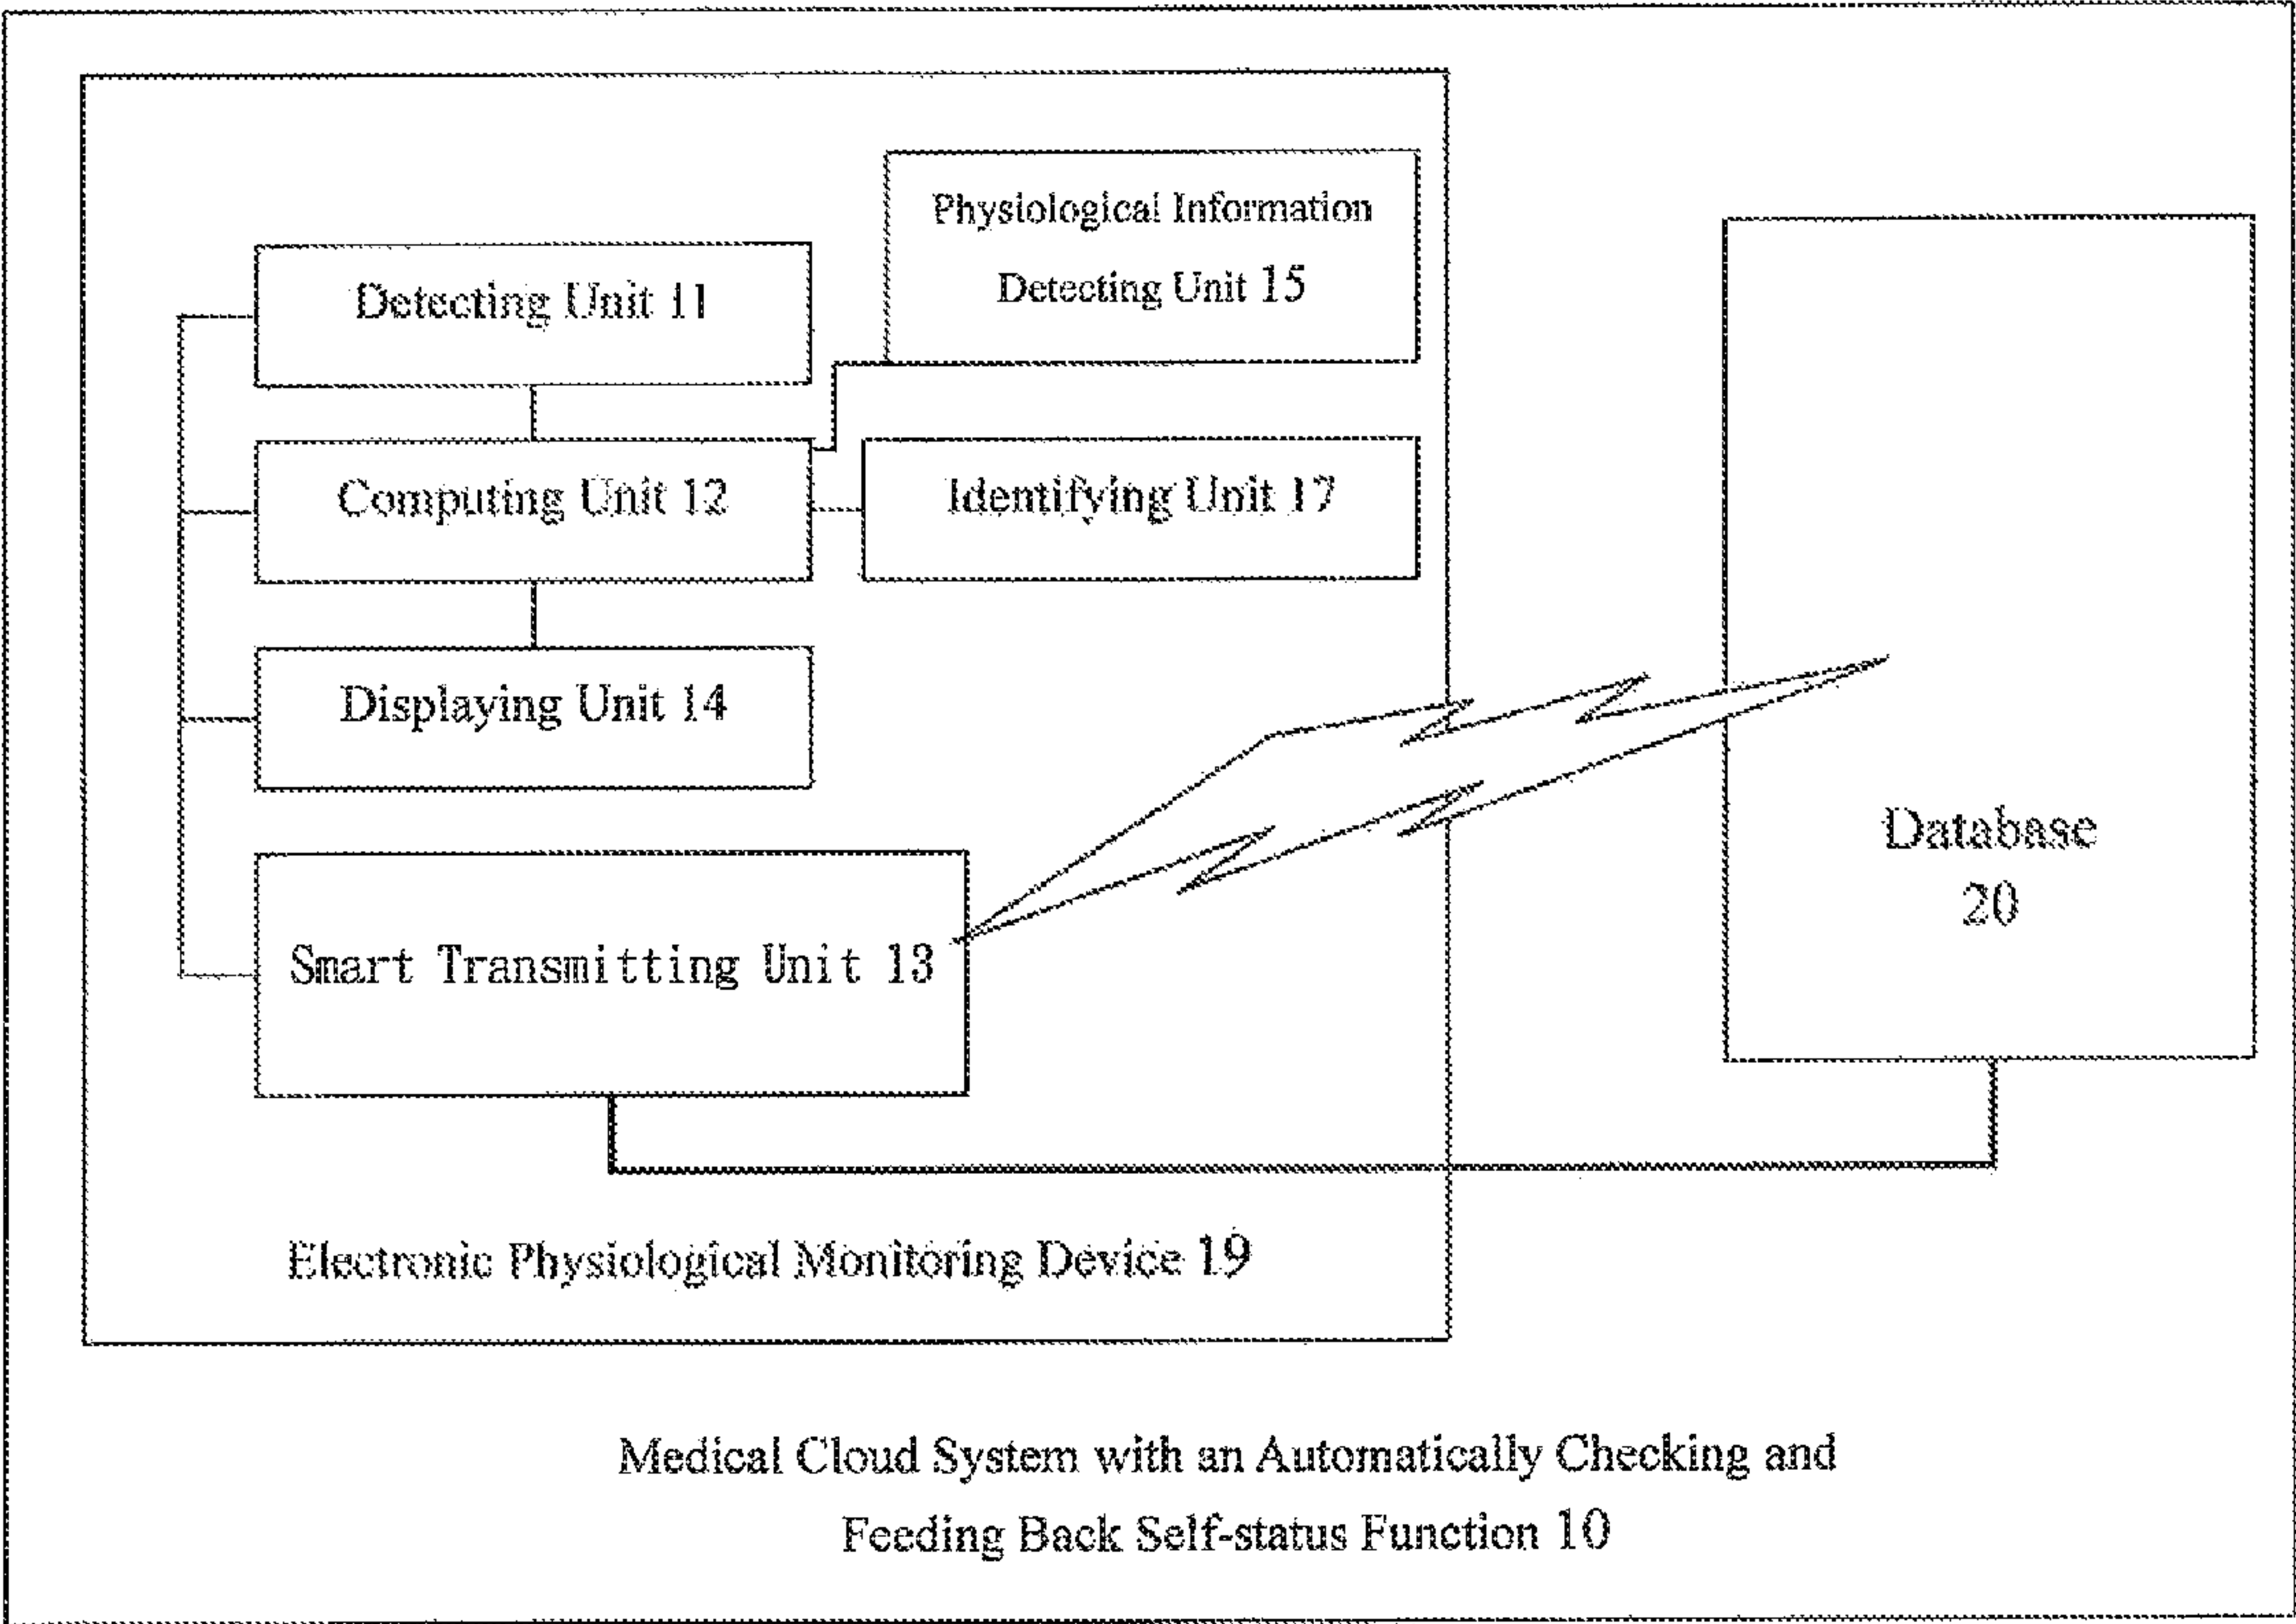 Physiological Information
Detecting Unit 15
Detecting Unit 11
Computing Unit 12
Identifying Unit 17
Displaying Unit 14
Smart Transmitting Unit 13
Database
20
Electronic Physiological Monitoring Device 19
Medical Cloud System with an Automatically Checking and
Feeding Back Self-status Function 10